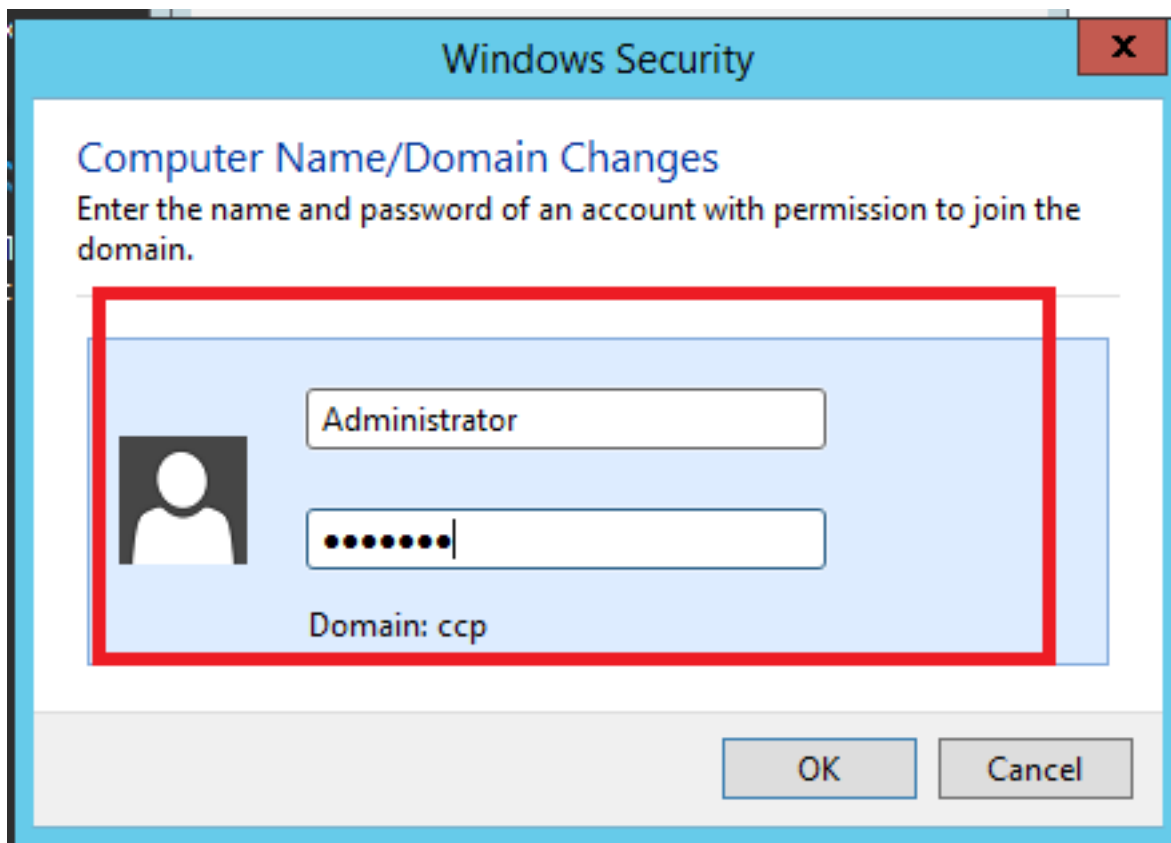 Windows Security
x
Computer Name/Domain Changes
Enter the name and password of an account with permission to join the
domain.
Administrator
•••••••
Domain: ccp
OK
Cancel